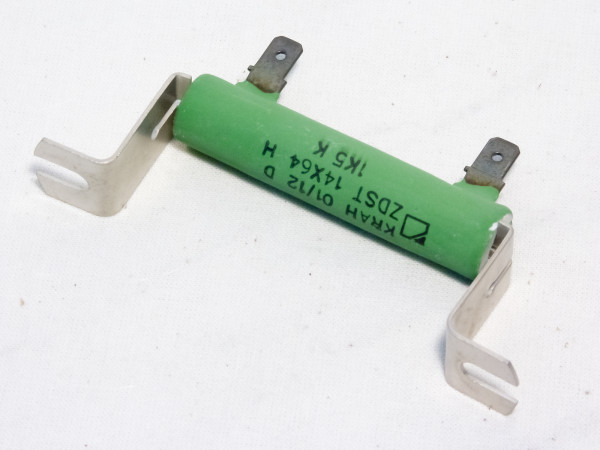 KRAH 01/12 D
ZDST 14X64 H
1K5 K